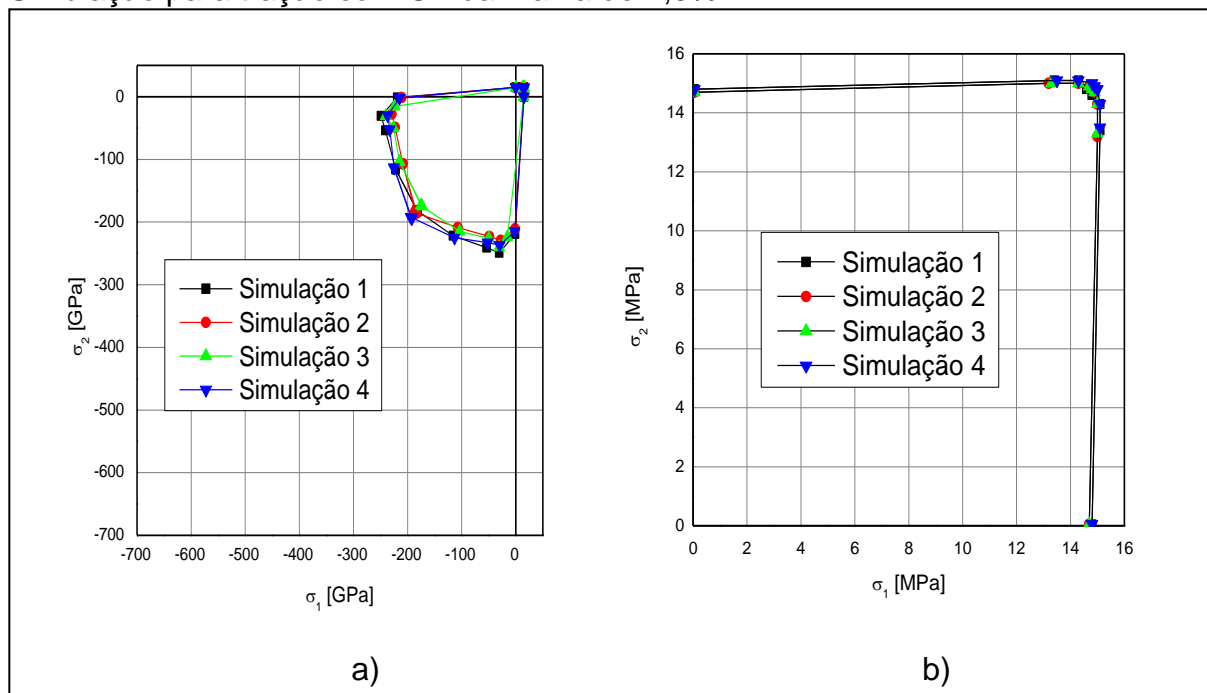 0
-100
-200
-300
-400
-500
-600
-700
-700 -600 -500 -400 -300 -200 -100 0
σ2 [GPa]
σ1 [GPa]
Simulação 1
Simulação 2
Simulação 3
Simulação 4
a)
16
14
12
10
8
6
4
2
0
0 2 4 6 8 10 12 14 16
σ2 [MPa]
σ1 [MPa]
Simulação 1
Simulação 2
Simulação 3
Simulação 4
b)